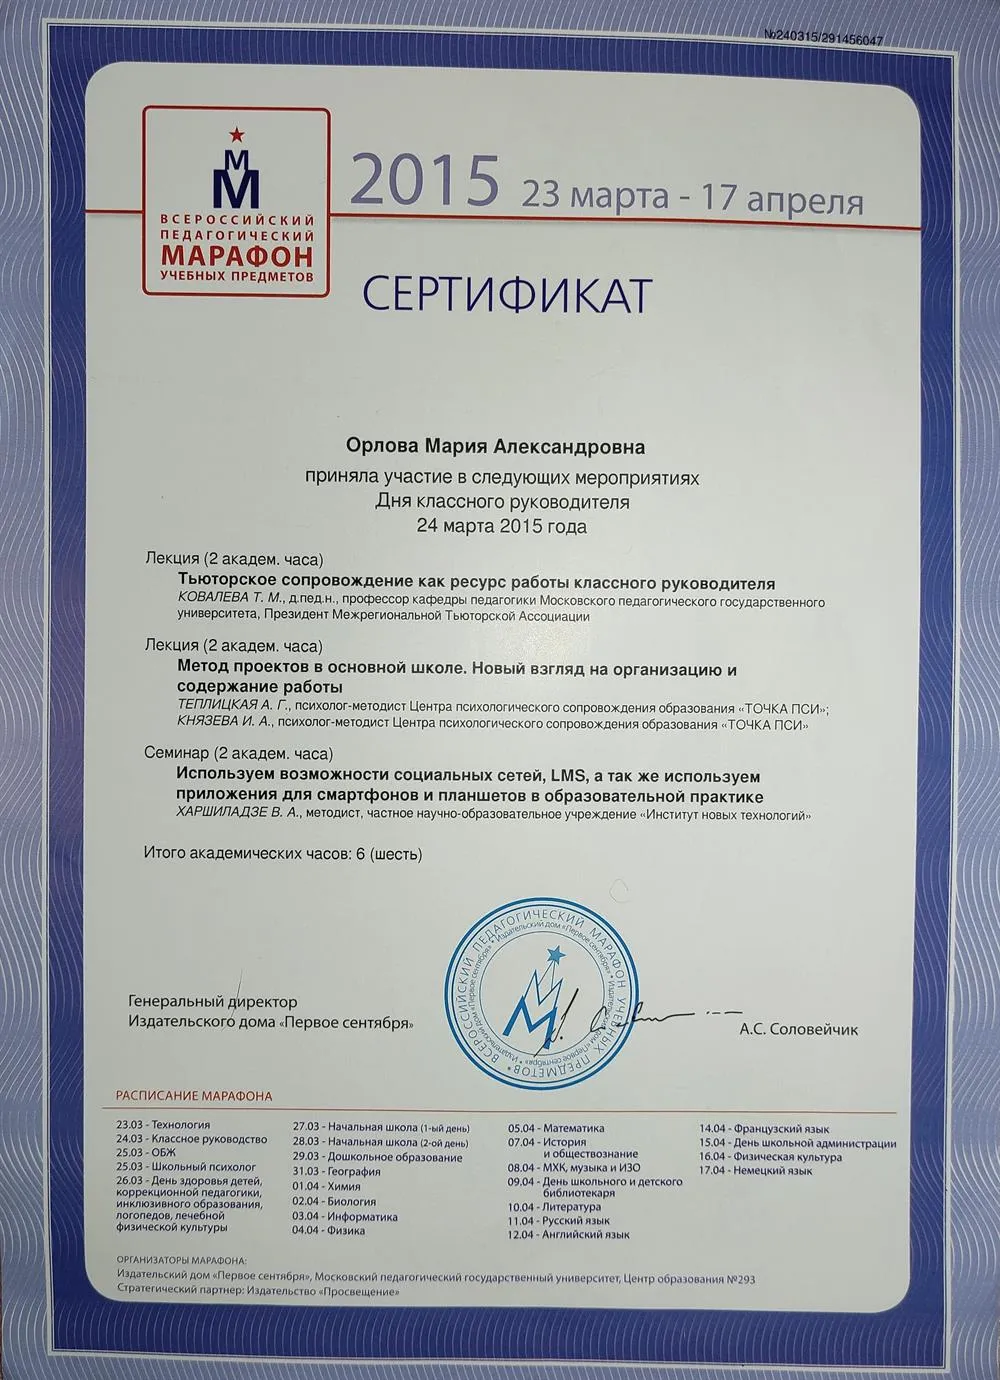 №240315/291456047
ВСЕРОССИЙСКИЙ
ПЕДАГОГИЧЕСКИЙ
МАРАФОН
УЧЕБНЫХ ПРЕДМЕТОВ
2015 23 марта - 17 апреля
СЕРТИФИКАТ
Орлова Мария Александровна
приняла участие в следующих мероприятиях
Дня классного руководителя
24 марта 2015 года
Лекция (2 академ. часа)
Тьюторское сопровождение как ресурс работы классного руководителя
КОВАЛЕВА Т. М., д.пед.н., профессор кафедры педагогики Московского педагогического государственного
университета, Президент Межрегиональной Тьюторской Ассоциации
Лекция (2 академ. часа)
Метод проектов в основной школе. Новый взгляд на организацию и
содержание работы
ТЕПЛИЦКАЯ А. Г., психолог-методист Центра психологического сопровождения образования «ТОЧКА ПСИ»;
КНЯЗЕВА И. А., психолог-методист Центра психологического сопровождения образования «ТОЧКА ПСИ»
Семинар (2 академ. часа)
Используем возможности социальных сетей, LMS, а так же используем
приложения для смартфонов и планшетов в образовательной практике
ХАРШИЛАДЗЕ В. А., методист, частное научно-образовательное учреждение «Институт новых технологий»
Итого академических часов: 6 (шесть)
ВСЕРОССИЙСКИЙ ПЕДАГОГИЧЕСКИЙ МАРАФОН УЧЕБНЫХ ПРЕДМЕТОВ
Издательский дом «Первое сентября» * Издательский дом «Первое сентября» *
Генеральный директор
Издательского дома «Первое сентября»
А.С. Соловейчик
РАСПИСАНИЕ МАРАФОНА
23.03 - Технология
24.03 - Классное руководство
25.03 - ОБЖ
25.03 - Школьный психолог
26.03 - День здоровья детей,
коррекционной педагогики,
инклюзивного образования,
логопедов, лечебной
физической культуры
27.03 - Начальная школа (1-ый день)
28.03 - Начальная школа (2-ой день)
29.03 - Дошкольное образование
31.03 - География
01.04 - Химия
02.04 - Биология
03.04 - Информатика
04.04 - Физика
05.04 - Математика
07.04 - История
и обществознание
08.04 - МХК, музыка и ИЗО
09.04 - День школьного и детского
библиотекаря
10.04 - Литература
11.04 - Русский язык
12.04 - Английский язык
14.04 - Французский язык
15.04 - День школьной администрации
16.04 - Физическая культура
17.04 - Немецкий язык
ОРГАНИЗАТОРЫ МАРАФОНА:
Издательский дом «Первое сентября», Московский педагогический государственный университет, Центр образования №293
Стратегический партнер: Издательство «Просвещение»